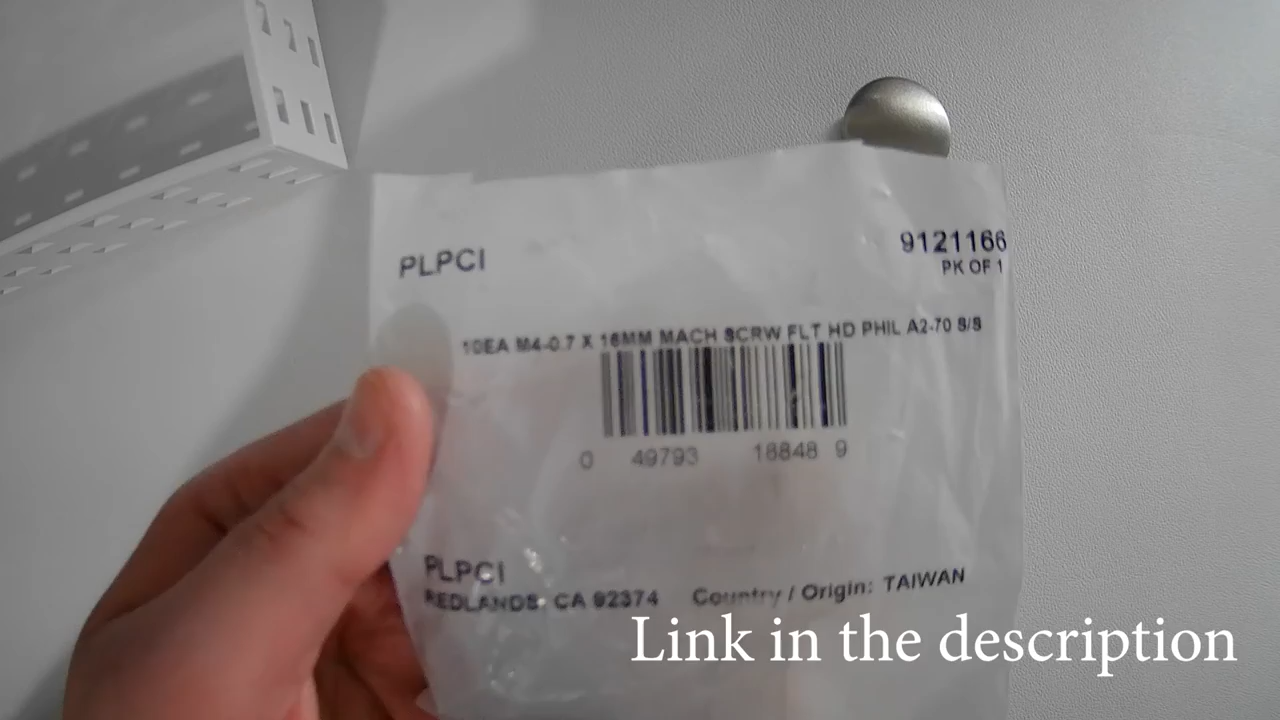 PLPCI
9121166
PK OF 1
10EA M4-0.7 X 16MM MACH SCRW FLT HD PHIL A2-70 S/S
0 49793 18848 9
PLPCI
REDLANDS, CA 92374 Country / Origin: TAIWAN
Link in the description